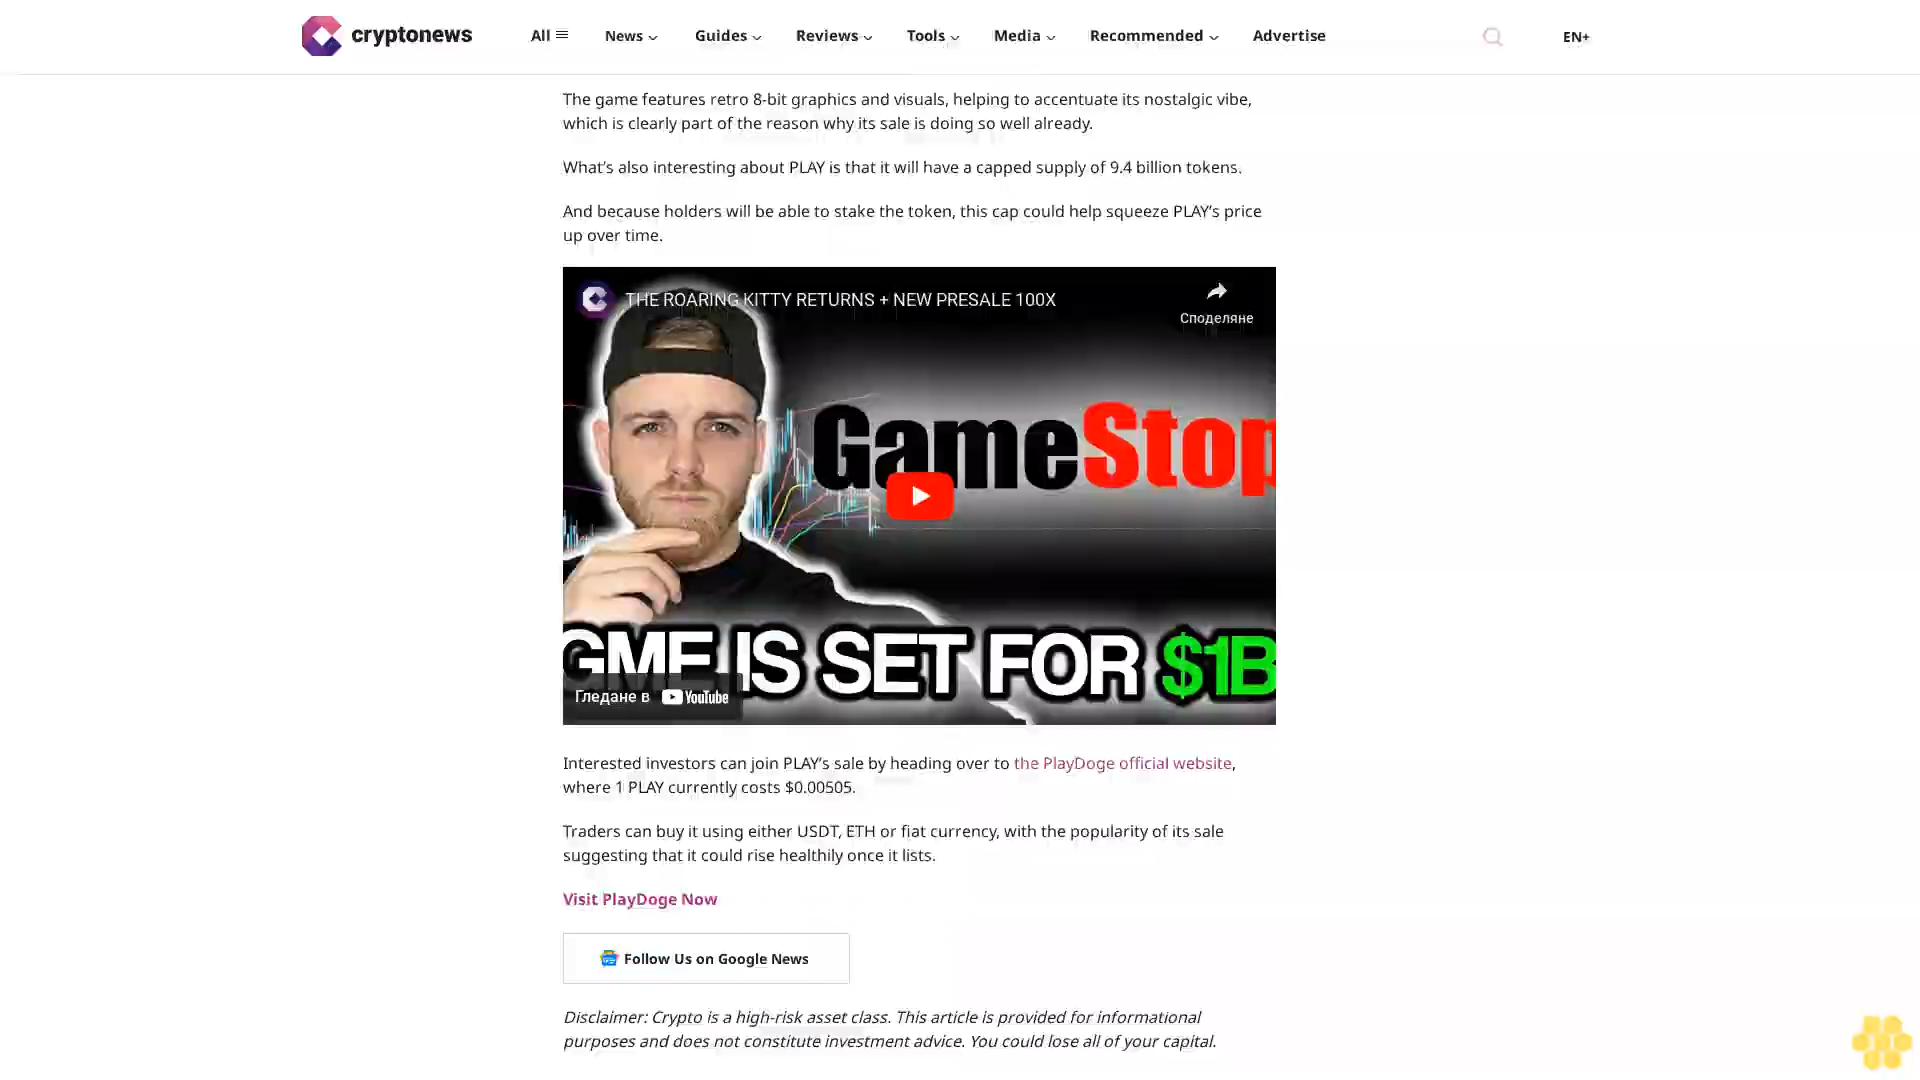 cryptonews
All
News
Guides
Reviews
Tools
Media
Recommended
Advertise
EN+
The game features retro 8-bit graphics and visuals, helping to accentuate its nostalgic vibe,
which is clearly part of the reason why its sale is doing so well already.
What’s also interesting about PLAY is that it will have a capped supply of 9.4 billion tokens.
And because holders will be able to stake the token, this cap could help squeeze PLAY’s price
up over time.
THE ROARING KITTY RETURNS + NEW PRESALE 100X
Споделяне
GameStop
GME IS SET FOR $1B
Гледане в YouTube
Interested investors can join PLAY’s sale by heading over to the PlayDoge official website,
where 1 PLAY currently costs $0.00505.
Traders can buy it using either USDT, ETH or fiat currency, with the popularity of its sale
suggesting that it could rise healthily once it lists.
Visit PlayDoge Now
Follow Us on Google News
Disclaimer: Crypto is a high-risk asset class. This article is provided for informational
purposes and does not constitute investment advice. You could lose all of your capital.